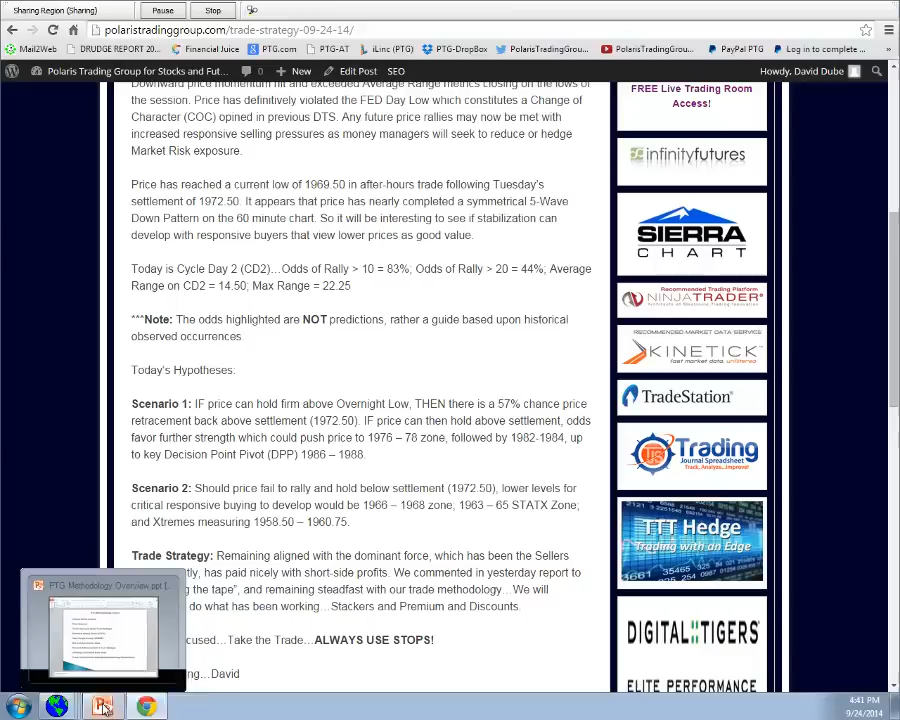 Sharing Region (Sharing)
Pause
Stop
polaristradinggroup.com/trade-strategy-09-24-14/
Mail2Web
DRUDGE REPORT 20...
Financial Juice
PTG.com
PTG-AT
iLinc (PTG)
PTG-DropBox
PolarisTradingGrou...
PolarisTradingGrou...
PayPal PTG
Log in to complete ...
»
Polaris Trading Group for Stocks and Fut...
0
+ New
Edit Post
SEO
Howdy, David Dube
Downward price momentum hit and exceeded Average Range metrics closing on the lows of
the session. Price has definitively violated the FED Day Low which constitutes a Change of
Character (COC) opined in previous DTS. Any future price rallies may now be met with
increased responsive selling pressures as money managers will seek to reduce or hedge
Market Risk exposure.
Price has reached a current low of 1969.50 in after-hours trade following Tuesday's
settlement of 1972.50. It appears that price has nearly completed a symmetrical 5-Wave
Down Pattern on the 60 minute chart. So it will be interesting to see if stabilization can
develop with responsive buyers that view lower prices as good value.
Today is Cycle Day 2 (CD2)…Odds of Rally > 10 = 83%; Odds of Rally > 20 = 44%; Average
Range on CD2 = 14.50; Max Range = 22.25
***Note: The odds highlighted are NOT predictions, rather a guide based upon historical
observed occurrences
Today's Hypotheses:
Scenario 1: IF price can hold firm above Overnight Low, THEN there is a 57% chance price
retracement back above settlement (1972.50). IF price can then hold above settlement, odds
favor further strength which could push price to 1976 – 78 zone, followed by 1982-1984, up
to key Decision Point Pivot (DPP) 1986 – 1988.
Scenario 2: Should price fail to rally and hold below settlement (1972.50), lower levels for
critical responsive buying to develop would be 1966 – 1968 zone; 1963 – 65 STATX Zone;
and Xtremes measuring 1958.50 – 1960.75.
Trade Strategy: Remaining aligned with the dominant force, which has been the Sellers
ntly, has paid nicely with short-side profits. We commented in yesterday report to
g the tape", and remaining steadfast with our trade methodology…We will
do what has been working…Stackers and Premium and Discounts.
cused…Take the Trade…ALWAYS USE STOPS!
ng…David
FREE Live Trading Room
Access!
infinityfutures
SIERRA
CHART
Recommended Trading Platform
NINJATRADER
RECOMMENDED MARKET DATA SERVICE
KINETICK
fast market data, unfiltered.
TradeStation
TJS
Trading
Journal Spreadsheet
Track...Analyze...Improve!
TTT Hedge
Trading with an Edge
DIGITAL TIGERS
ELITE PERFORMANCE
PTG Methodology Overview.ppt [
4:41 PM
9/24/2014